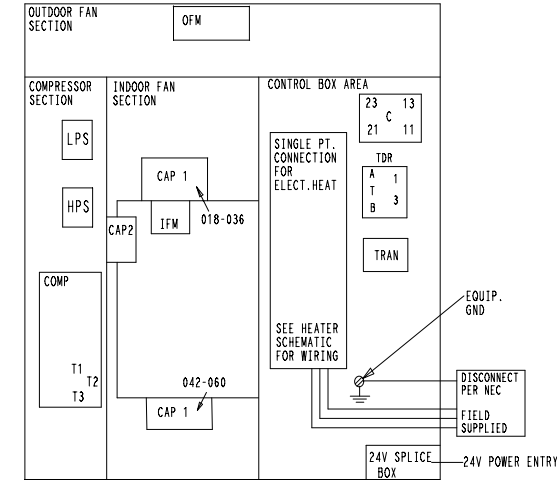 OUTDOOR FAN
SECTION
OFM
COMPRESSOR
SECTION
LPS
HPS
COMP
T1
T2
T3
INDOOR FAN
SECTION
CAP 1
018-036
IFM
CAP2
042-060
CAP 1
CONTROL BOX AREA
SINGLE PT.
CONNECTION
FOR
ELECT.HEAT
SEE HEATER
SCHEMATIC
FOR WIRING
23 13
C
21 11
TDR
A 1
T
B 3
TRAN
EQUIP.
GND
DISCONNECT
PER NEC
FIELD
SUPPLIED
24V SPLICE
BOX
24V POWER ENTRY